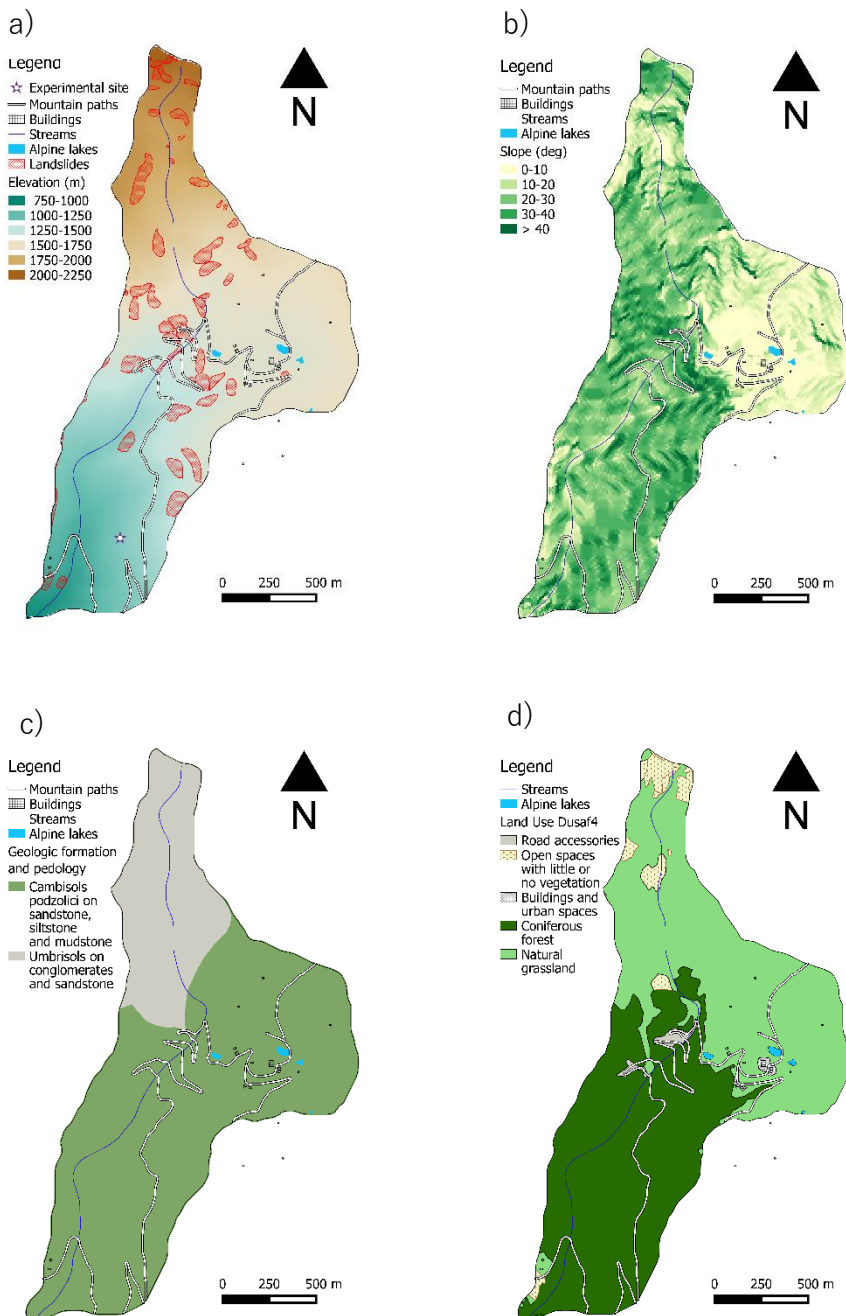 a)
Legend
Experimental site
Mountain paths
Buildings
Streams
Alpine lakes
Landslides
Elevation (m)
750-1000
1000-1250
1250-1500
1500-1750
1750-2000
2000-2250
N
0 250 500 m
b)
Legend
Mountain paths
Buildings
Streams
Alpine lakes
Slope (deg)
0-10
10-20
20-30
30-40
> 40
N
0 250 500 m
c)
Legend
Mountain paths
Buildings
Streams
Alpine lakes
Geologic formation
and pedology
Cambisols
podzolici on
sandstone,
siltstone
and mudstone
Umbrisols on
conglomerates
and sandstone
N
0 250 500 m
d)
Legend
Streams
Alpine lakes
Land Use Dusaf4
Road accessories
Open spaces
with little or
no vegetation
Buildings and
urban spaces
Coniferous
forest
Natural
grassland
N
0 250 500 m